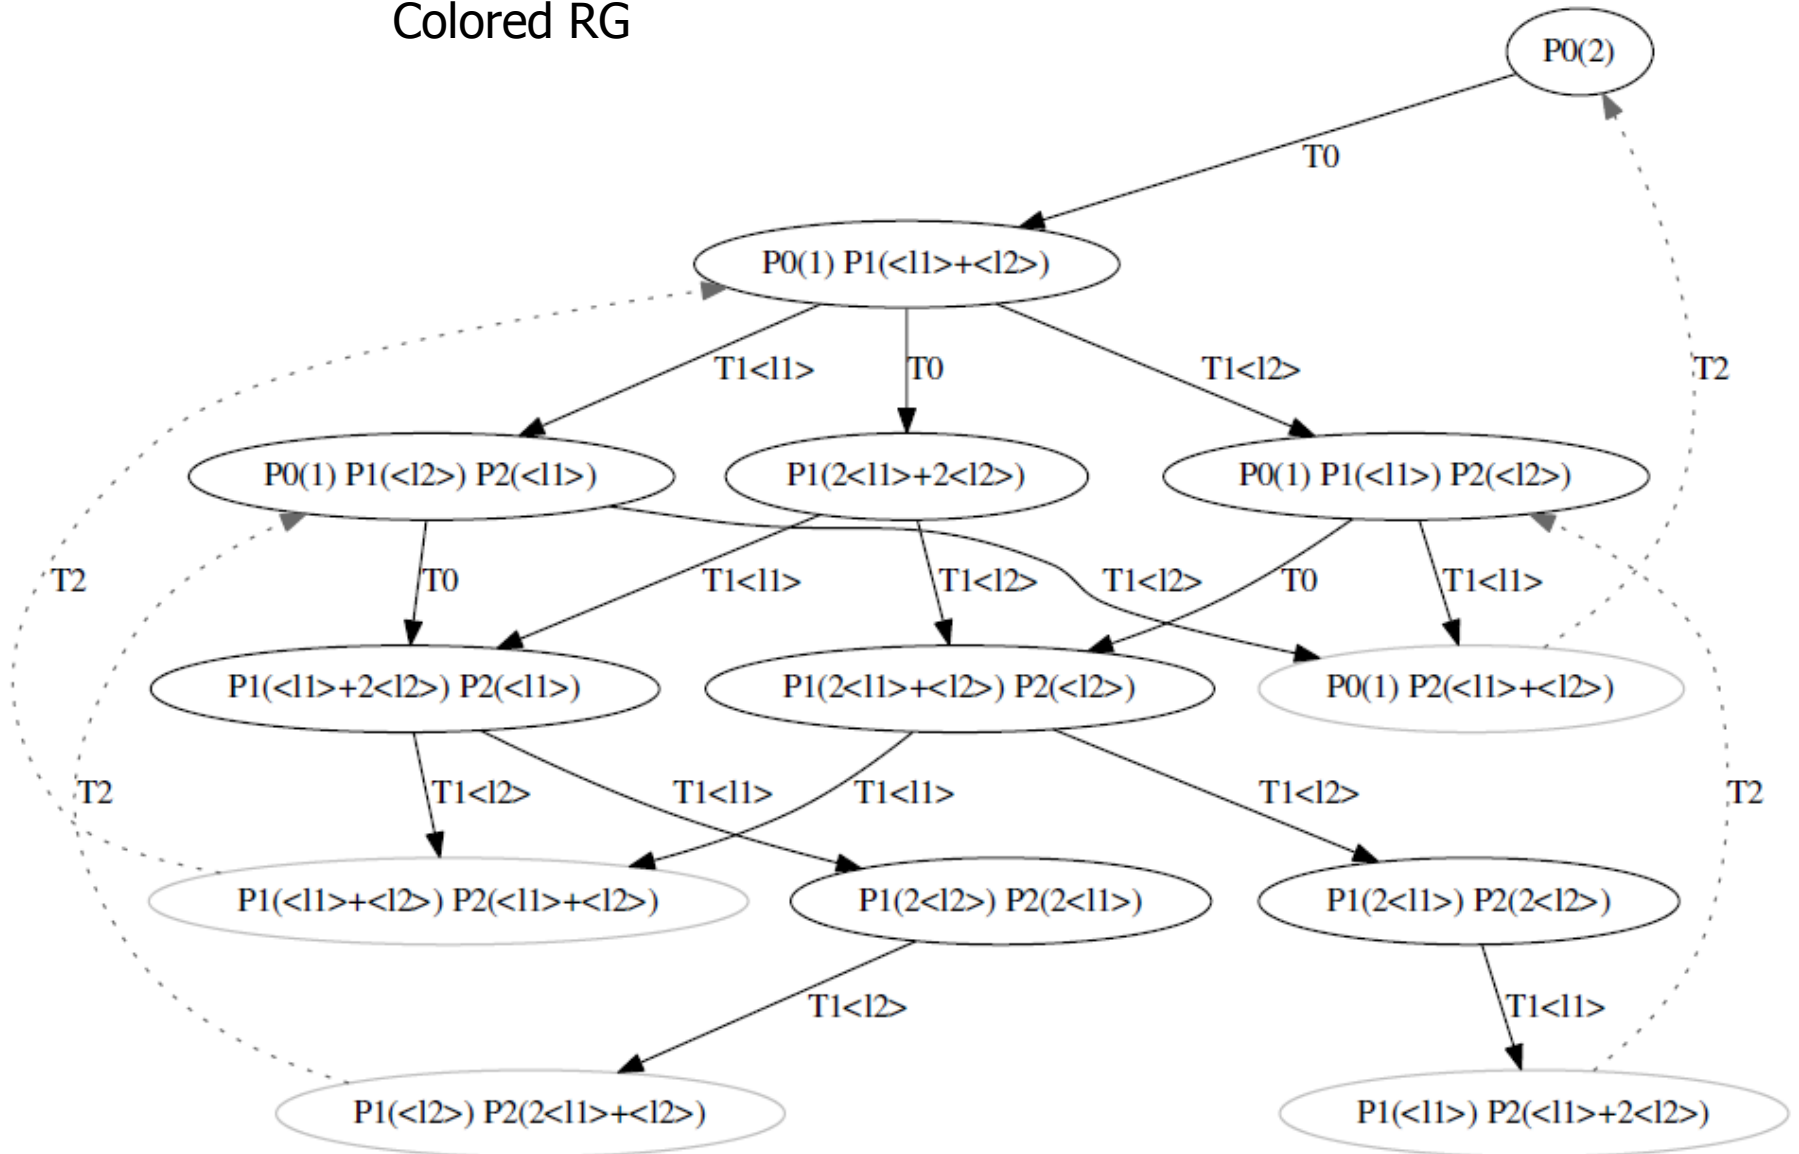 Colored RG
P0(2)
T0
P0(1) P1(<l1>+<l2>)
T1<l1>
T0
T1<l2>
T2
P0(1) P1(<l2>) P2(<l1>)
P1(2<l1>+2<l2>)
P0(1) P1(<l1>) P2(<l2>)
T2
T0
T1<l1>
T1<l2>
T1<l2>
T0
T1<l1>
P1(<l1>+2<l2>) P2(<l1>)
P1(2<l1>+<l2>) P2(<l2>)
P0(1) P2(<l1>+<l2>)
T2
T1<l2>
T1<l1>
T1<l1>
T1<l2>
T2
P1(<l1>+<l2>) P2(<l1>+<l2>)
P1(2<l2>) P2(2<l1>)
P1(2<l1>) P2(2<l2>)
T1<l2>
T1<l1>
P1(<l2>) P2(2<l1>+<l2>)
P1(<l1>) P2(<l1>+2<l2>)